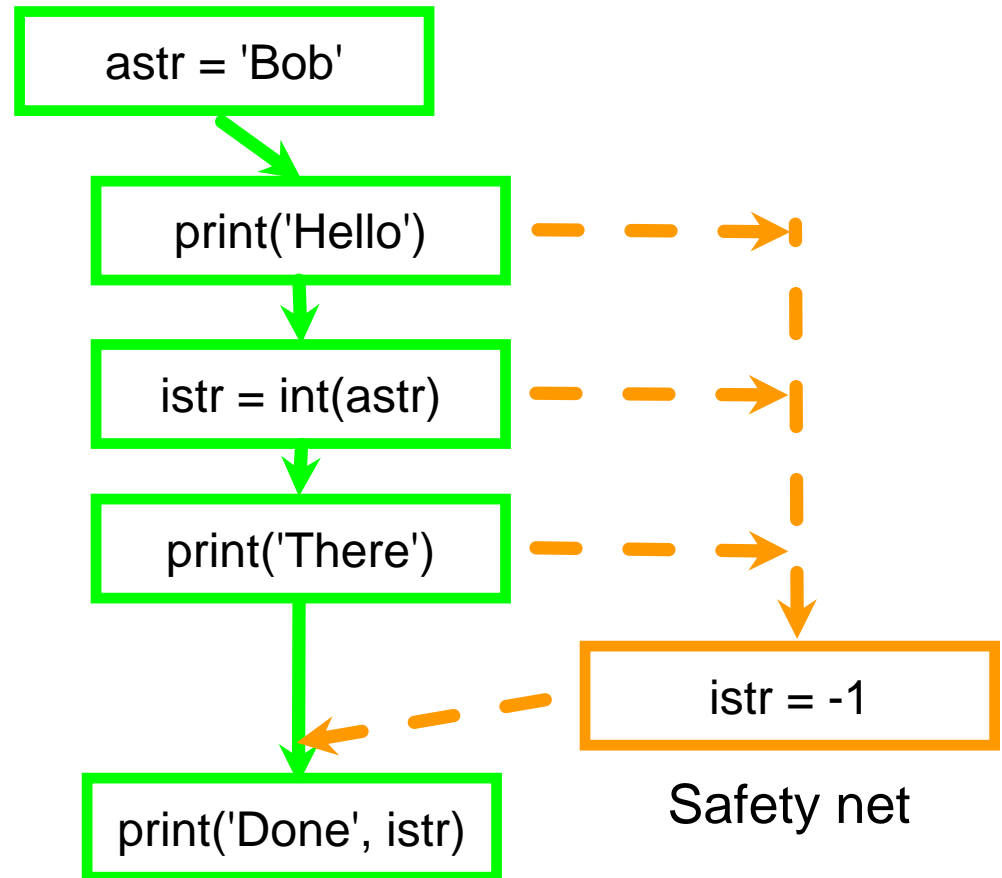 astr = 'Bob'
print('Hello')
istr = int(astr)
print('There')
istr = -1
Safety net
print('Done', istr)